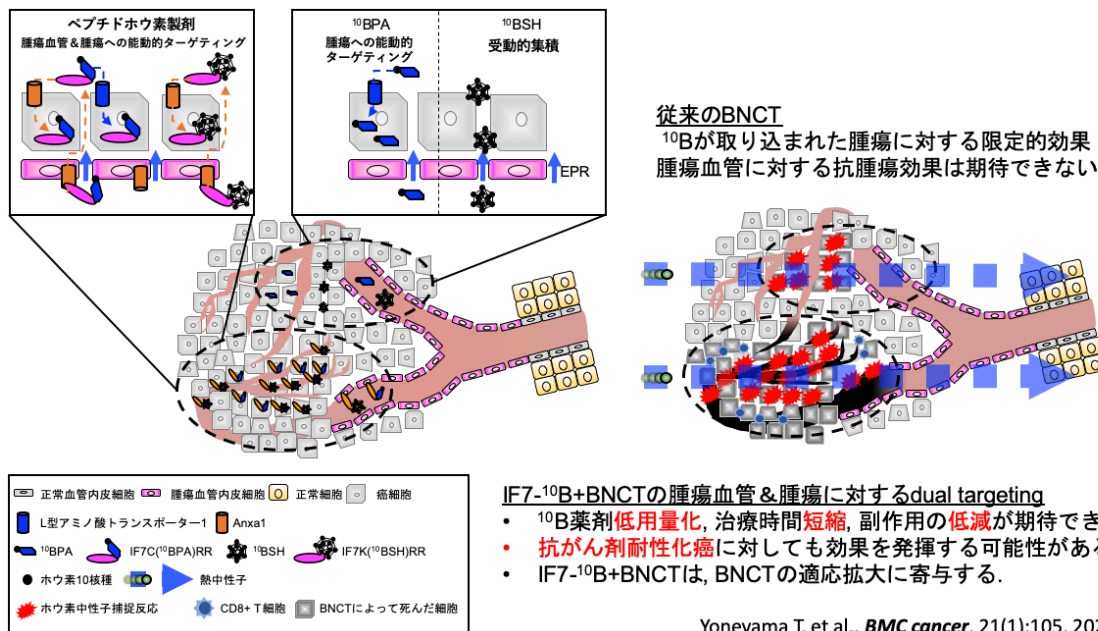 ペプチドホウ素製剤
腫瘍血管＆腫瘍への能動的ターゲティング
10BPA
腫瘍への能動的
ターゲティング
10BSH
受動的集積
EPR
従来のBNCT
10Bが取り込まれた腫瘍に対する限定的効果
腫瘍血管に対する抗腫瘍効果は期待できない
正常血管内皮細胞
腫瘍血管内皮細胞
正常細胞
癌細胞
L型アミノ酸トランスポーター1
Anxa1
10BPA
IF7C(10BPA)RR
10BSH
IF7K(10BSH)RR
ホウ素10核種
熱中性子
ホウ素中性子捕捉反応
CD8+ T細胞
BNCTによって死んだ細胞
IF7-10B+BNCTの腫瘍血管＆腫瘍に対するdual targeting
• 10B薬剤低用量化, 治療時間短縮, 副作用の低減が期待でき
• 抗がん剤耐性化癌に対しても効果を発揮する可能性がある
• IF7-10B+BNCTは, BNCTの適応拡大に寄与する.
Yoneyama T, et al., BMC cancer, 21(1):105, 202